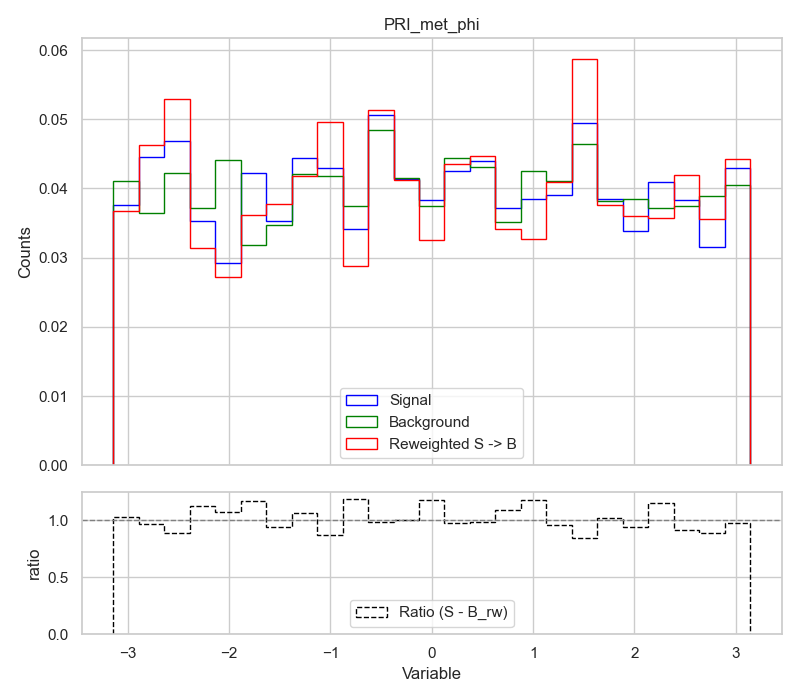 PRI_met_phi
0.06
0.05
0.04
0.03
0.02
0.01
0.00
Counts
Signal
Background
Reweighted S -> B
1.0
0.5
0.0
ratio
Ratio (S - B_rw)
−3 −2 −1 0 1 2 3
Variable